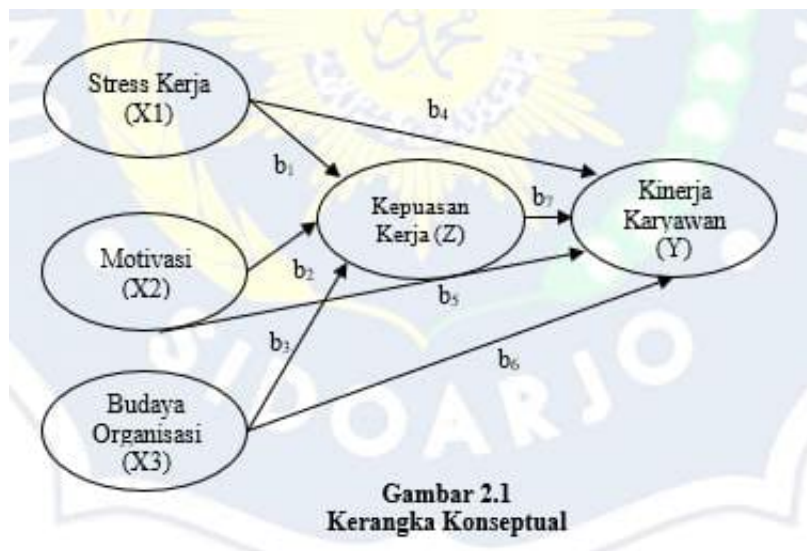 Stress Kerja
(X1)
b₄
b₁
Kepuasan
Kerja (Z)
b₇
Kinerja
Karyawan
(Y)
Motivasi
(X2)
b₂
b₅
b₃
Budaya
Organisasi
(X3)
b₆
SIDOARJO
Gambar 2.1
Kerangka Konseptual